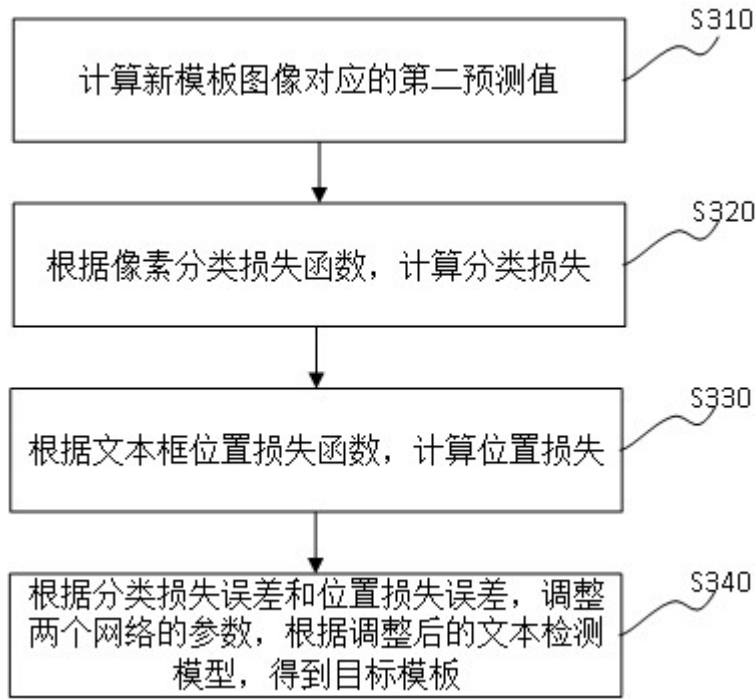 S310
计算新模板图像对应的第二预测值
S320
根据像素分类损失函数，计算分类损失
S330
根据文本框位置损失函数，计算位置损失
S340
根据分类损失误差和位置损失误差，调整
两个网络的参数，根据调整后的文本检测
模型，得到目标模板